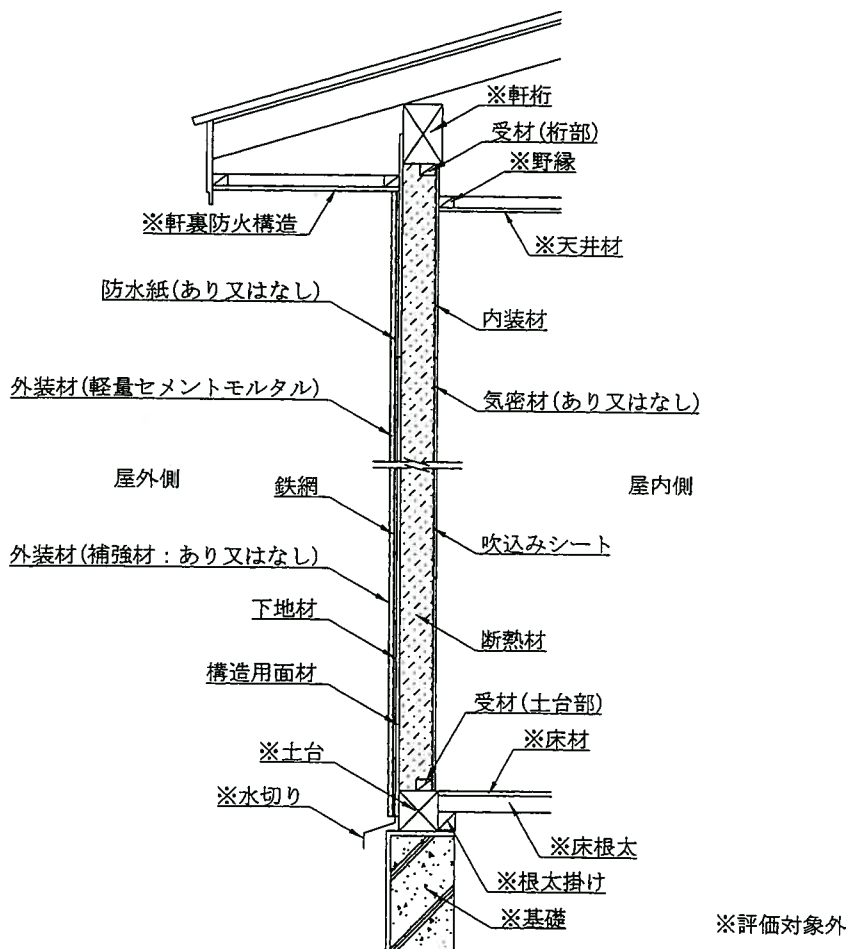 ※軒桁
受材(桁部)
※野縁
※軒裏防火構造
※天井材
防水紙(あり又はなし)
内装材
外装材(軽量セメントモルタル)
気密材(あり又はなし)
屋外側
鉄網
屋内側
外装材(補強材:あり又はなし)
吹込みシート
下地材
断熱材
構造用面材
受材(土台部)
※土台
※床材
※水切り
※床根太
※根太掛け
※基礎
※評価対象外